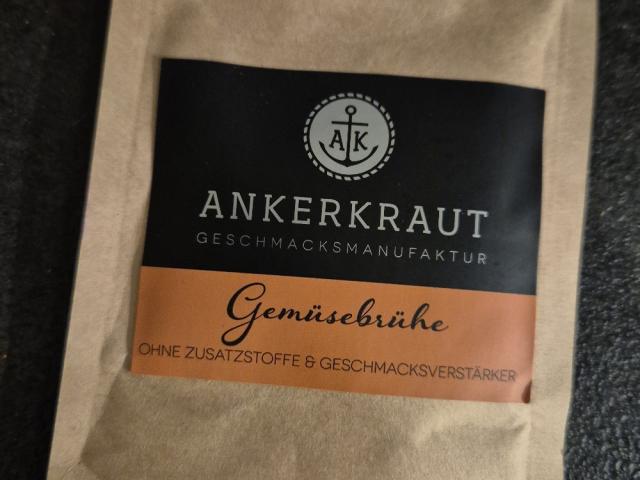 AK
ANKERKRAUT
GESCHMACKSMANUFAKTUR
Gemüsebrühe
OHNE ZUSATZSTOFFE & GESCHMACKSVERSTÄRKER